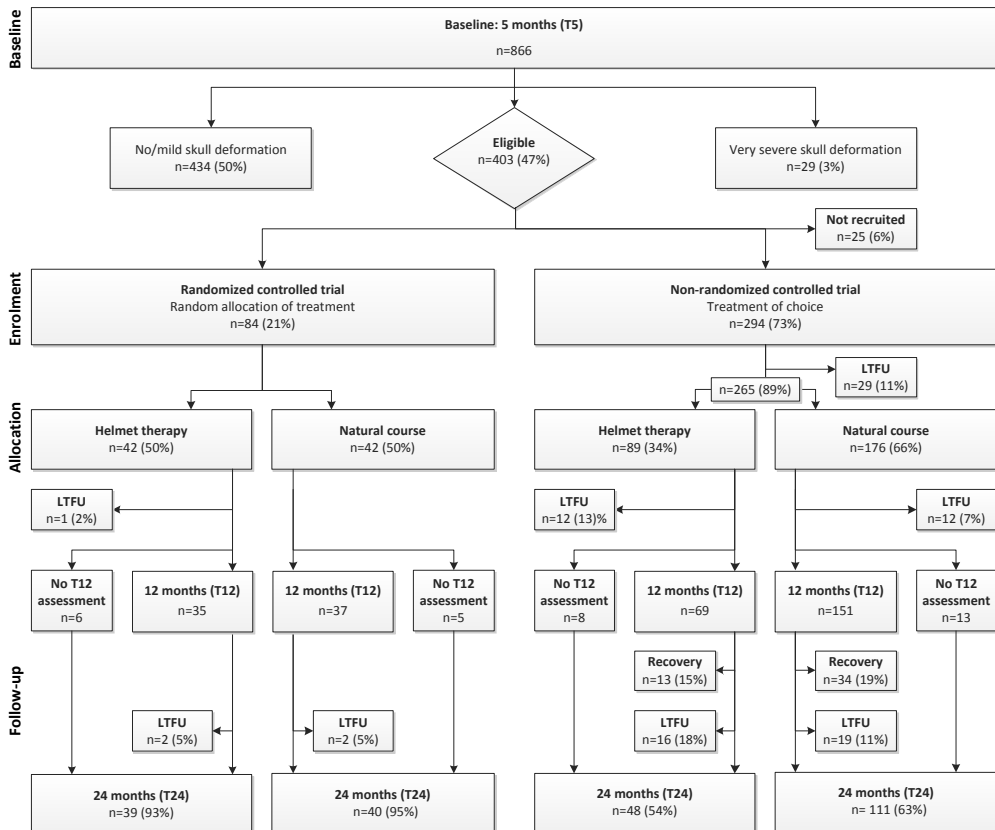 Baseline
Baseline: 5 months (T5)
n=866
No/mild skull deformation
n=434 (50%)
Eligible
n=403 (47%)
Very severe skull deformation
n=29 (3%)
Not recruited
n=25 (6%)
Enrolment
Randomized controlled trial
Random allocation of treatment
n=84 (21%)
Non-randomized controlled trial
Treatment of choice
n=294 (73%)
LTFU
n=29 (11%)
n=265 (89%)
Allocation
Helmet therapy
n=42 (50%)
Natural course
n=42 (50%)
Helmet therapy
n=89 (34%)
Natural course
n=176 (66%)
LTFU
n=1 (2%)
LTFU
n=12 (13)%
LTFU
n=12 (7%)
Follow-up
No T12
assessment
n=6
12 months (T12)
n=35
12 months (T12)
n=37
No T12
assessment
n=5
No T12
assessment
n=8
12 months (T12)
n=69
12 months (T12)
n=151
No T12
assessment
n=13
Recovery
n=13 (15%)
Recovery
n=34 (19%)
LTFU
n=2 (5%)
LTFU
n=2 (5%)
LTFU
n=16 (18%)
LTFU
n=19 (11%)
24 months (T24)
n=39 (93%)
24 months (T24)
n=40 (95%)
24 months (T24)
n=48 (54%)
24 months (T24)
n= 111 (63%)